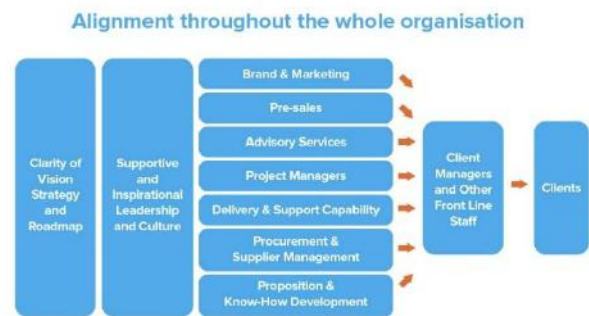 Alignment throughout the whole organisation
Clarity of
Vision
Strategy
and
Roadmap
Supportive
and
Inspirational
Leadership
and Culture
Brand & Marketing
Pre-sales
Advisory Services
Project Managers
Delivery & Support Capability
Procurement &
Supplier Management
Proposition &
Know-How Development
Client
Managers
and Other
Front Line
Staff
Clients